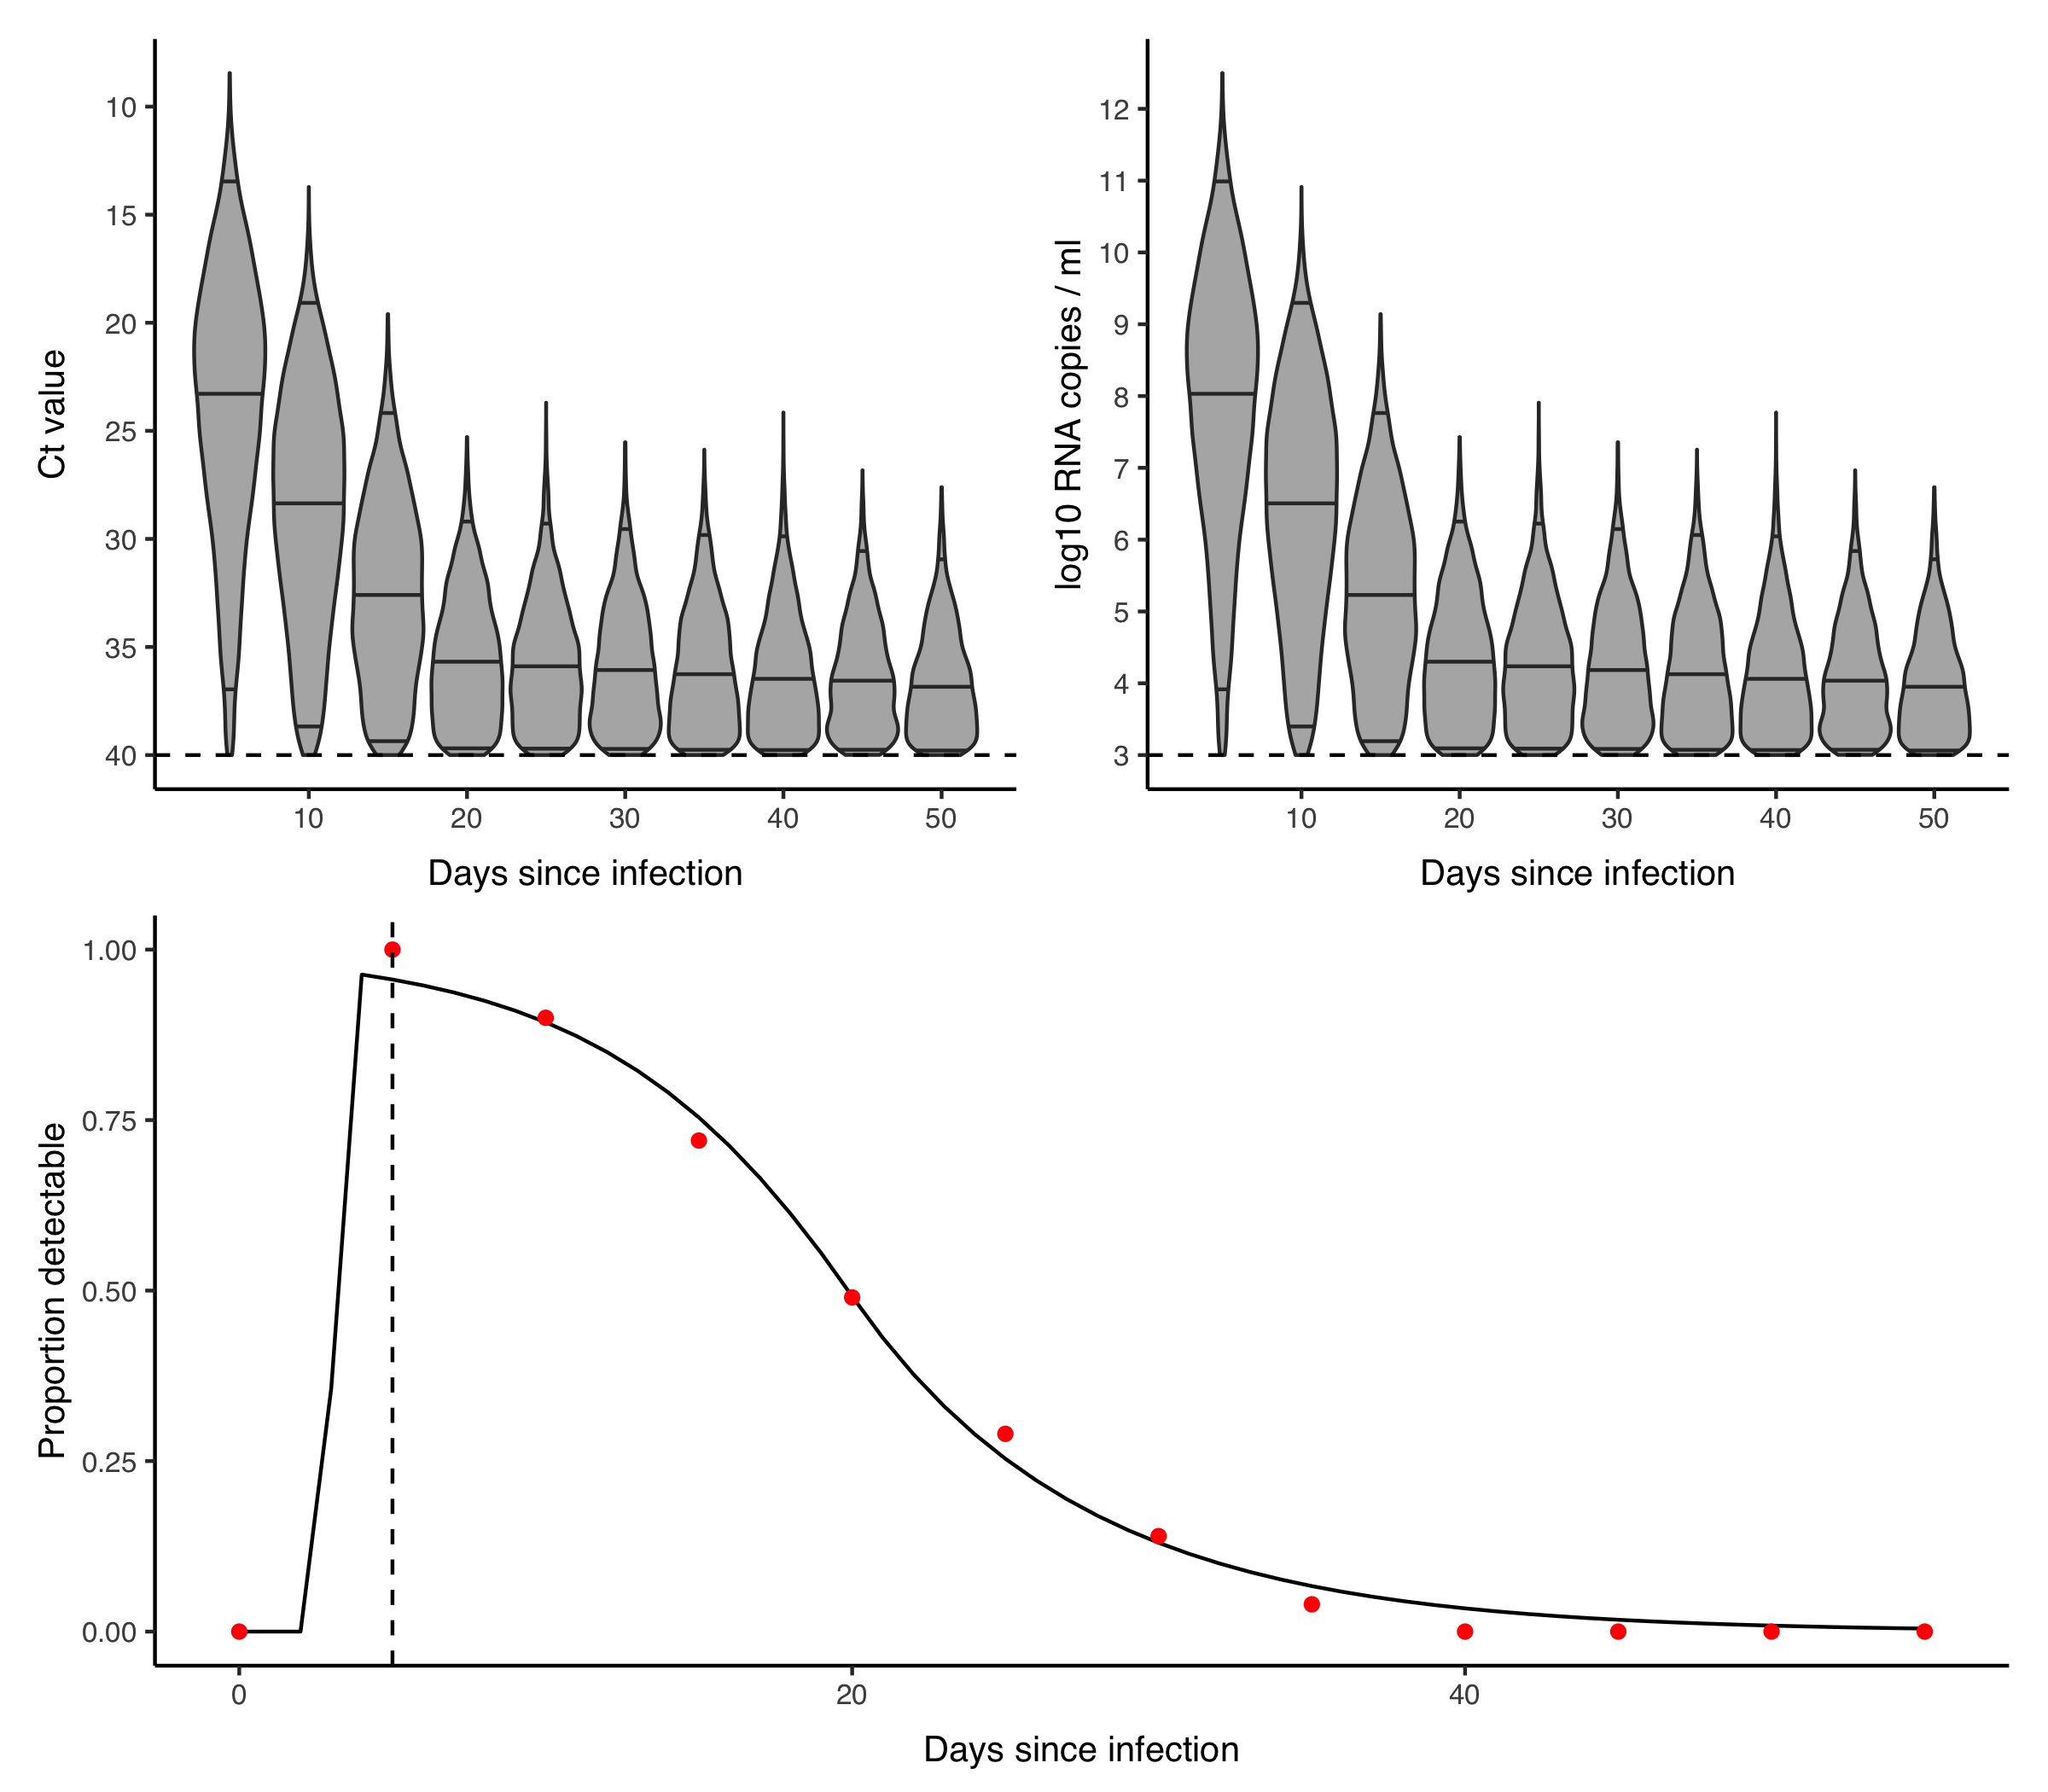 Ct value
10
15
20
25
30
35
40
10 20 30 40 50
Days since infection
log10 RNA copies / ml
12
11
10
9
8
7
6
5
4
3
10 20 30 40 50
Days since infection
Proportion detectable
1.00
0.75
0.50
0.25
0.00
0 20 40
Days since infection